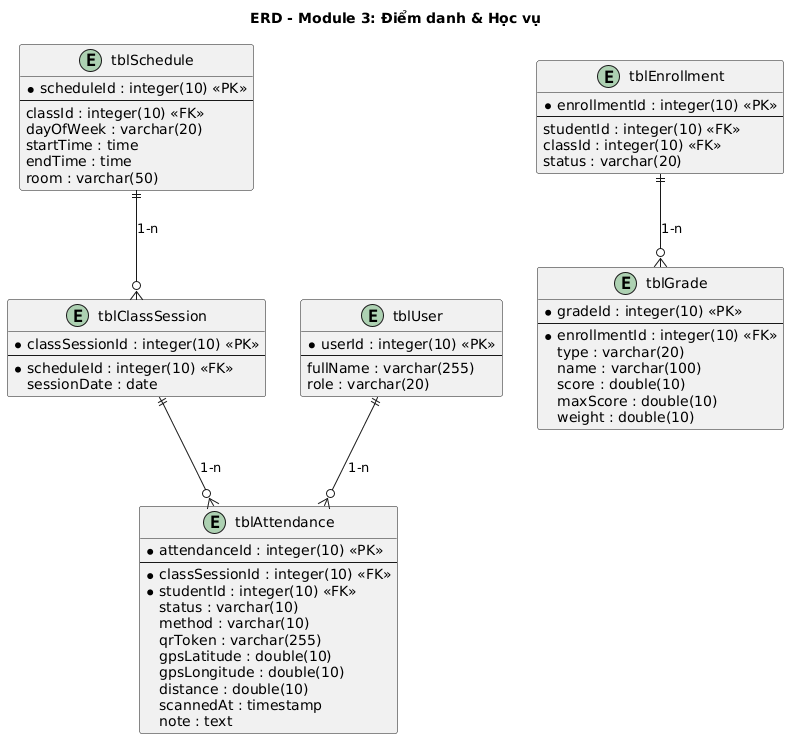 ERD - Module 3: Điểm danh & Học vụ
E tblSchedule
* scheduleId : integer(10) «PK»
classId : integer(10) «FK»
dayOfWeek : varchar(20)
startTime : time
endTime : time
room : varchar(50)
E tblEnrollment
* enrollmentId : integer(10) «PK»
studentId : integer(10) «FK»
classId : integer(10) «FK»
status : varchar(20)
1-n
1-n
E tblClassSession
* classSessionId : integer(10) «PK»
* scheduleId : integer(10) «FK»
sessionDate : date
E tblUser
* userId : integer(10) «PK»
fullName : varchar(255)
role : varchar(20)
E tblGrade
* gradeId : integer(10) «PK»
* enrollmentId : integer(10) «FK»
type : varchar(20)
name : varchar(100)
score : double(10)
maxScore : double(10)
weight : double(10)
1-n
1-n
E tblAttendance
* attendanceId : integer(10) «PK»
* classSessionId : integer(10) «FK»
* studentId : integer(10) «FK»
status : varchar(10)
method : varchar(10)
qrToken : varchar(255)
gpsLatitude : double(10)
gpsLongitude : double(10)
distance : double(10)
scannedAt : timestamp
note : text